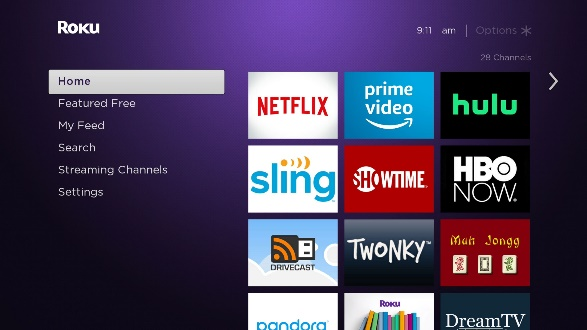 Roku
9:11 am | Options
28 Channels
Home
Featured Free
My Feed
Search
Streaming Channels
Settings
NETFLIX
prime
video
hulu
sling
SHOWTIME
HBO
NOW
DRIVECAST
TWONKY
Mah Jongg
pandora
Roku
DreamTV